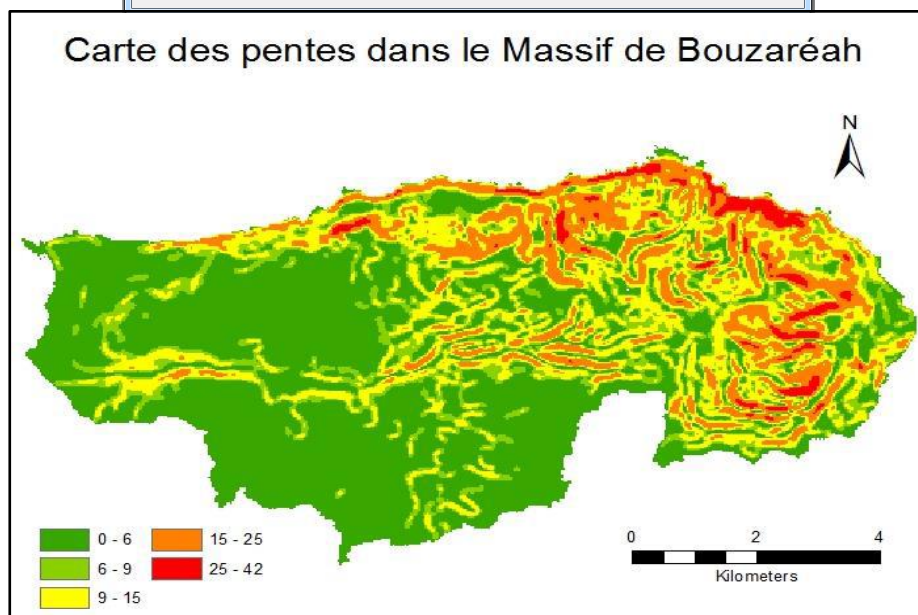 Carte des pentes dans le Massif de Bouzaréah
N
0 - 6
15 - 25
6 - 9
25 - 42
9 - 15
0 2 4
Kilometers